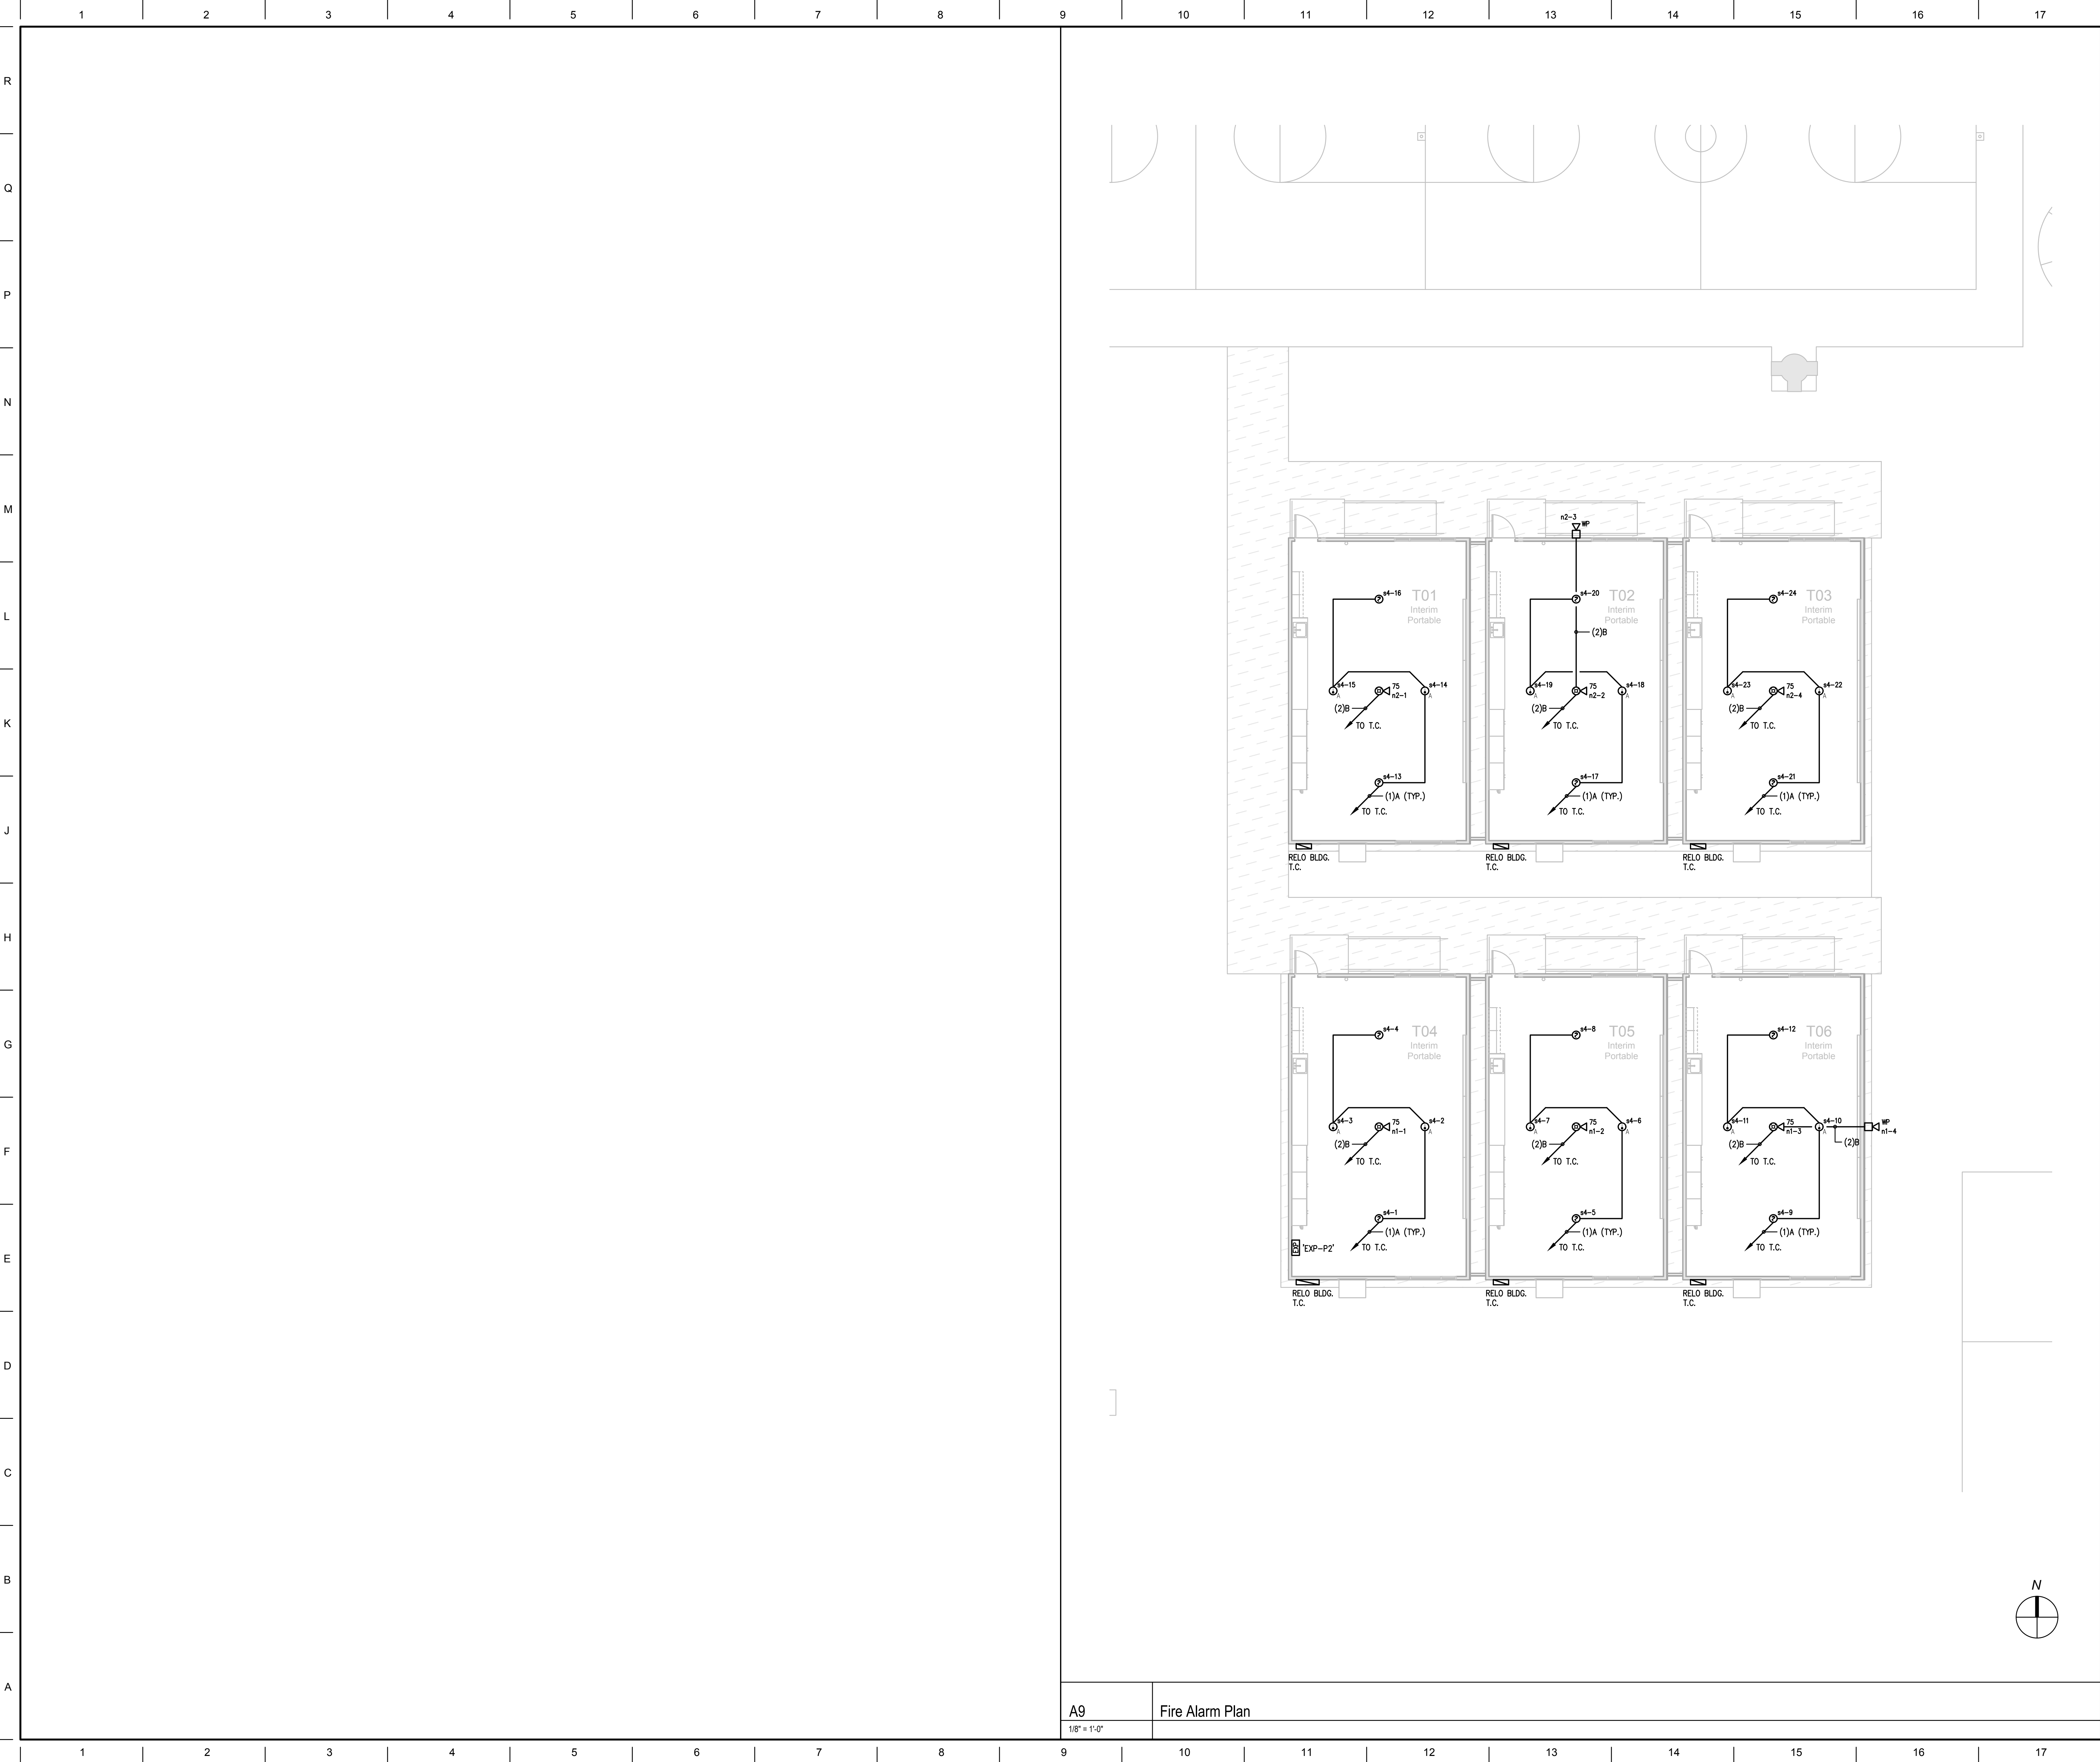 1 2 3 4 5 6 7 8 9 10 11 12 13 14 15 16 17
R
Q
P
N
M
L
K
J
H
G
F
E
D
C
B
A
n2-3
WP
s4-16
T01
Interim
Portable
s4-15
A
75
n2-1
s4-14
A
(2)B
TO T.C.
s4-13
(1)A (TYP.)
TO T.C.
RELO BLDG.
T.C.
s4-20
T02
Interim
Portable
(2)B
s4-19
A
75
n2-2
s4-18
A
(2)B
TO T.C.
s4-17
(1)A (TYP.)
TO T.C.
RELO BLDG.
T.C.
s4-24
T03
Interim
Portable
s4-23
A
75
n2-4
s4-22
A
(2)B
TO T.C.
s4-21
(1)A (TYP.)
TO T.C.
RELO BLDG.
T.C.
s4-4
T04
Interim
Portable
s4-3
A
75
n1-1
s4-2
A
(2)B
TO T.C.
s4-1
(1)A (TYP.)
TO T.C.
EXP
'EXP-P2'
RELO BLDG.
T.C.
s4-8
T05
Interim
Portable
s4-7
A
75
n1-2
s4-6
A
(2)B
TO T.C.
s4-5
(1)A (TYP.)
TO T.C.
RELO BLDG.
T.C.
s4-12
T06
Interim
Portable
s4-11
A
75
n1-3
s4-10
A
WP
n1-4
(2)B
(2)B
TO T.C.
s4-9
(1)A (TYP.)
TO T.C.
RELO BLDG.
T.C.
N
A9
Fire Alarm Plan
1/8" = 1'-0"
1 2 3 4 5 6 7 8 9 10 11 12 13 14 15 16 17